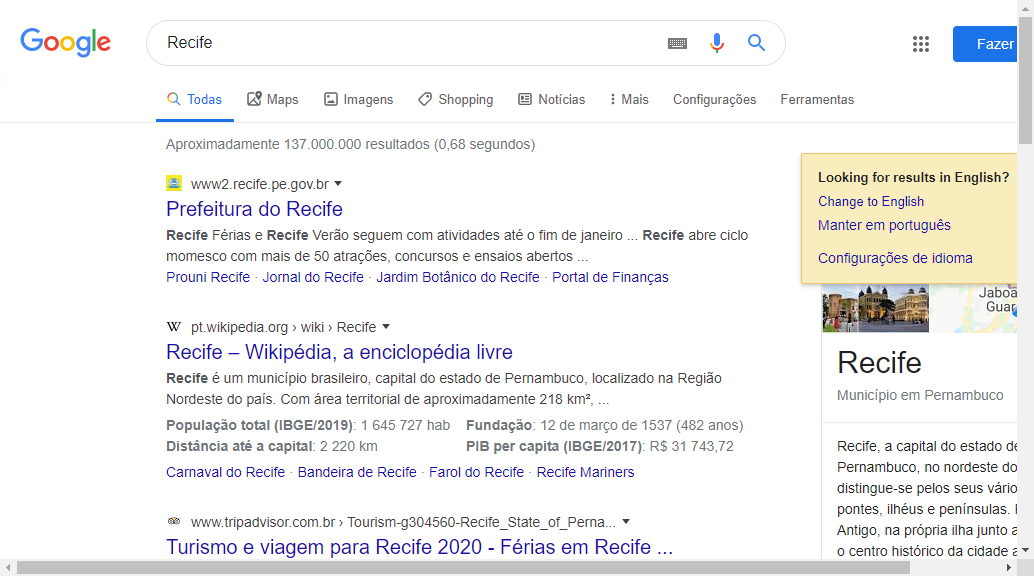 Google
Recife
Fazer
Todas
Maps
Imagens
Shopping
Notícias
Mais
Configurações
Ferramentas
Aproximadamente 137.000.000 resultados (0,68 segundos)
www2.recife.pe.gov.br
Prefeitura do Recife
Recife Férias e Recife Verão seguem com atividades até o fim de janeiro ... Recife abre ciclo
momesco com mais de 50 atrações, concursos e ensaios abertos ...
Prouni Recife · Jornal do Recife · Jardim Botânico do Recife · Portal de Finanças
W pt.wikipedia.org › wiki › Recife
Recife – Wikipédia, a enciclopédia livre
Recife é um município brasileiro, capital do estado de Pernambuco, localizado na Região
Nordeste do país. Com área territorial de aproximadamente 218 km², ...
População total (IBGE/2019): 1 645 727 hab Fundação: 12 de março de 1537 (482 anos)
Distância até a capital: 2 220 km PIB per capita (IBGE/2017): R$ 31 743,72
Carnaval do Recife · Bandeira de Recife · Farol do Recife · Recife Mariners
www.tripadvisor.com.br › Tourism-g304560-Recife_State_of_Perna...
Turismo e viagem para Recife 2020 - Férias em Recife ...
Looking for results in English?
Change to English
Manter em português
Configurações de idioma
Jaboa
Guar
Recife
Município em Pernambuco
Recife, a capital do estado de
Pernambuco, no nordeste do
distingue-se pelos seus vário
pontes, ilhéus e penínsulas.
Antigo, na própria ilha junto a
o centro histórico da cidade a